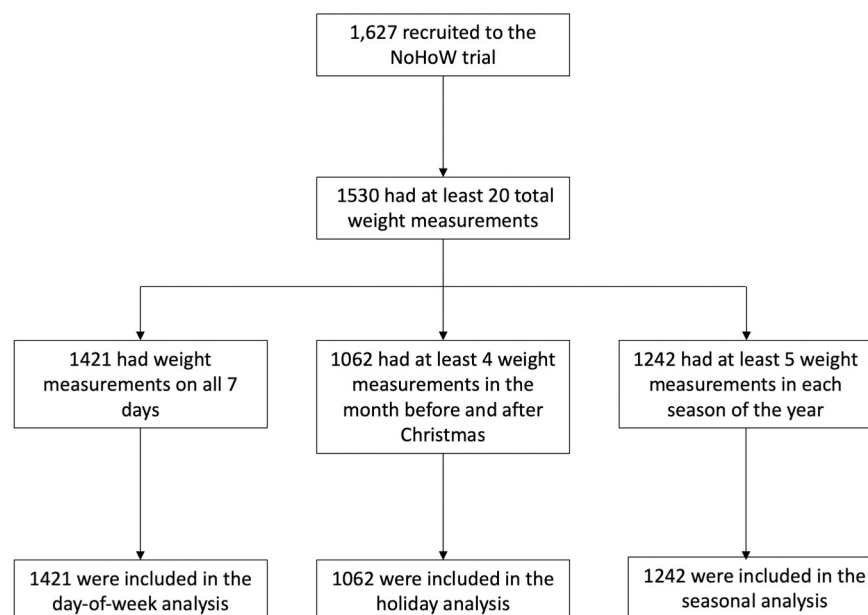 1,627 recruited to the
NoHoW trial
1530 had at least 20 total
weight measurements
1421 had weight
measurements on all 7
days
1062 had at least 4 weight
measurements in the
month before and after
Christmas
1242 had at least 5 weight
measurements in each
season of the year
1421 were included in the
day-of-week analysis
1062 were included in the
holiday analysis
1242 were included in the
seasonal analysis